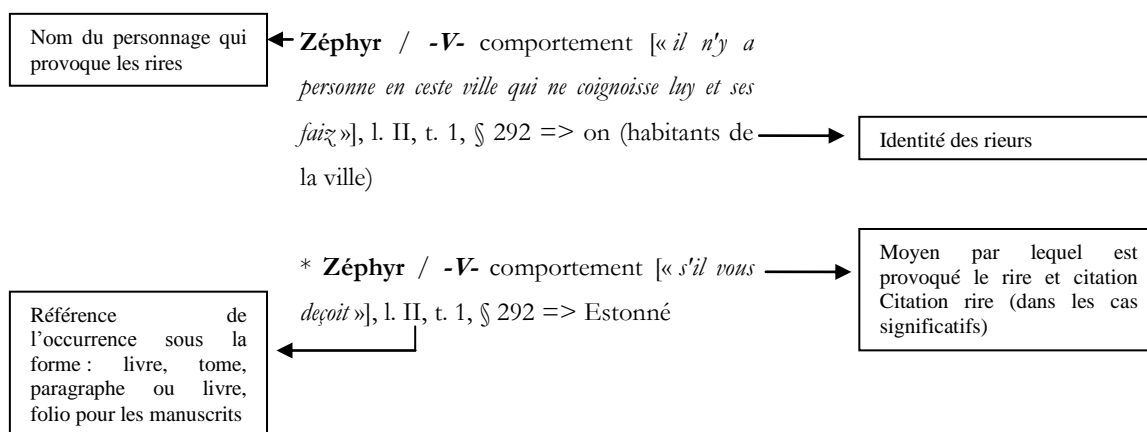 Nom du personnage qui
provoque les rires
Zéphyr / -V- comportement [« il n'y a
personne en ceste ville qui ne coignoisse luy et ses
faiz »], l. II, t. 1, § 292 => on (habitants de
la ville)
Identité des rieurs
* Zéphyr / -V- comportement [« s'il vous
deçoit »], l. II, t. 1, § 292 => Estonné
Moyen par lequel est
provoqué le rire et citation
Citation rire (dans les cas
significatifs)
Référence de
l'occurrence sous la
forme : livre, tome,
paragraphe ou livre,
folio pour les manuscrits